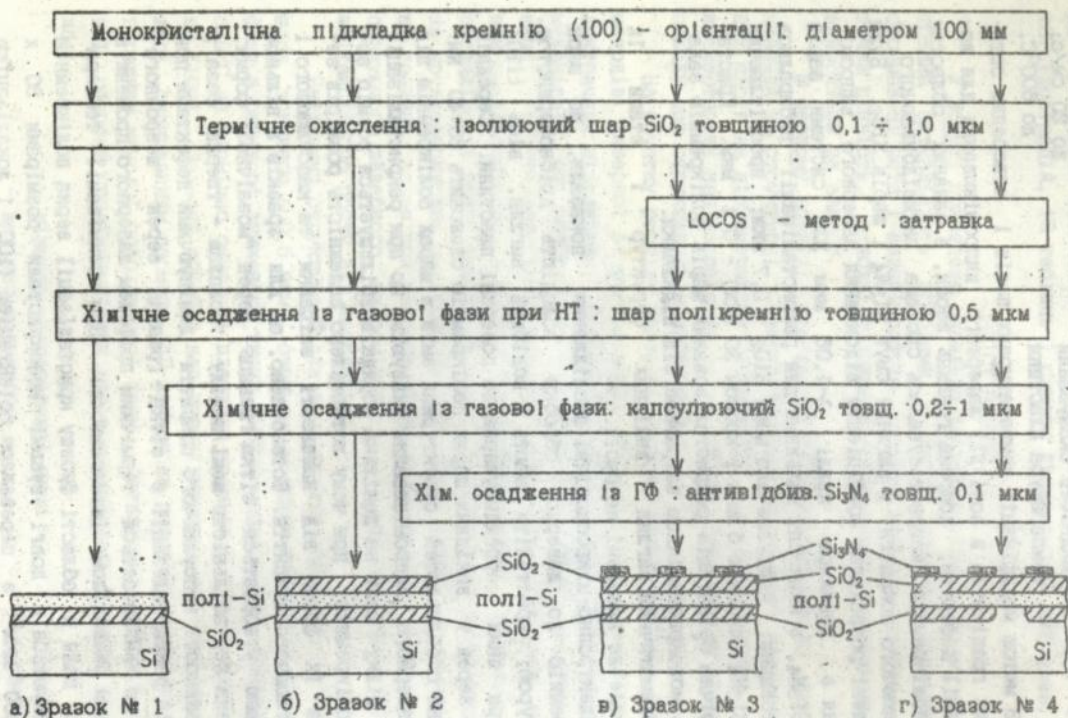 Монокристалічна підкладка кремнію (100) – орієнтації, діаметром 100 мм
Термічне окислення : ізолюючий шар SiO₂ товщиною 0,1 ÷ 1,0 мкм
LOCOS – метод : затравка
Хімічне осадження із газової фази при НТ : шар полікремнію товщиною 0,5 мкм
Хімічне осадження із газової фази: капсулюючий SiO₂ товщ. 0,2÷1 мкм
Хім. осадження із ГФ : антивідбив. Si₃N₄ товщ. 0,1 мкм
полі-Si
SiO₂
Si
а) Зразок № 1
SiO₂
полі-Si
SiO₂
Si
б) Зразок № 2
Si₃N₄
SiO₂
полі-Si
SiO₂
Si
в) Зразок № 3
Si
г) Зразок № 4